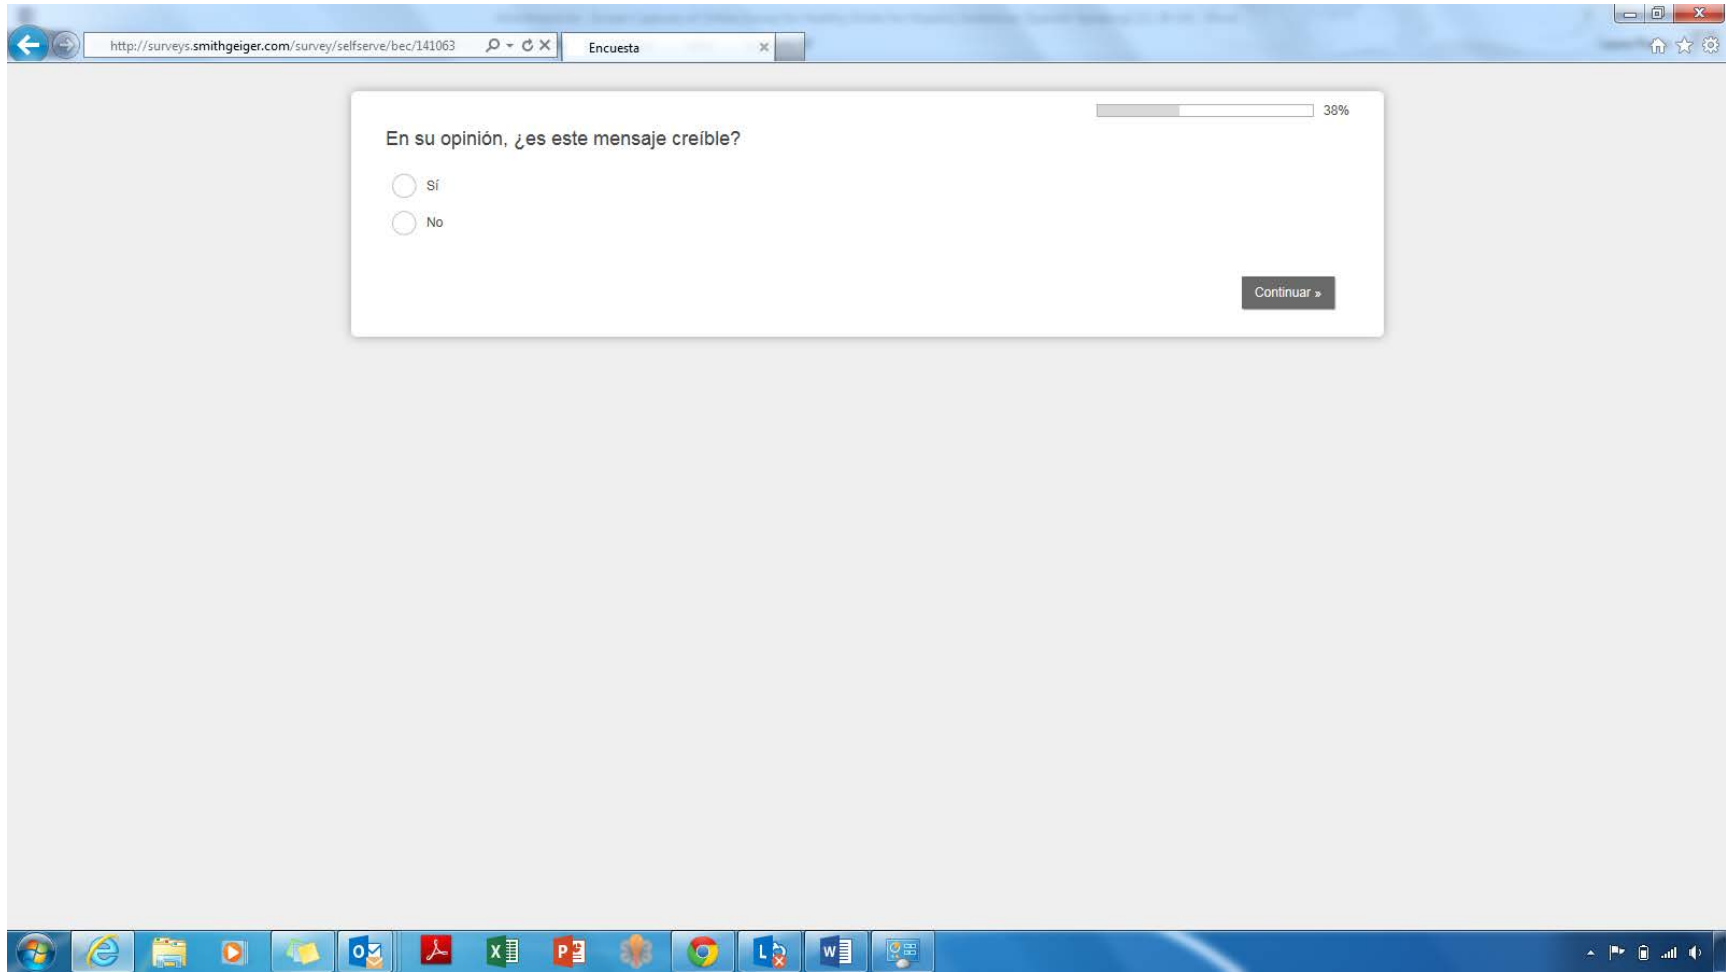 http://surveys.smithgeiger.com/survey/selfserve/bec/141063
Encuesta
38%
En su opinión, ¿es este mensaje creíble?
Sí
No
Continuar »